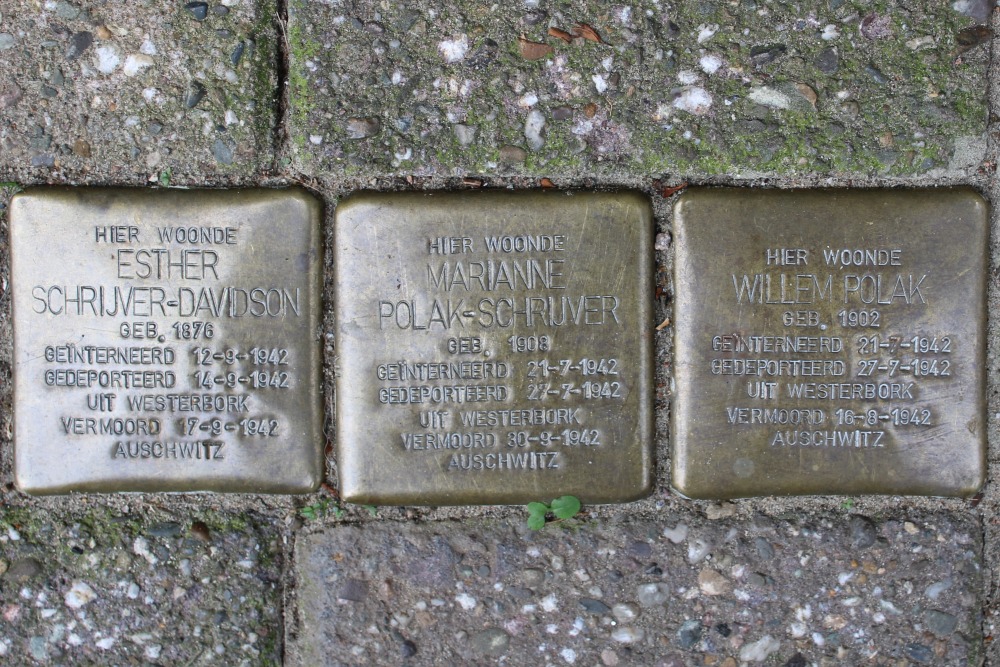 HIER WOONDE
ESTHER
SCHRIJVER-DAVIDSON
GEB. 1876
GEÏNTERNEERD 12-9-1942
GEDEPORTEERD 14-9-1942
UIT WESTERBORK
VERMOORD 17-9-1942
AUSCHWITZ
HIER WOONDE
MARIANNE
POLAK-SCHRIJVER
GEB. 1908
GEÏNTERNEERD 21-7-1942
GEDEPORTEERD 27-7-1942
UIT WESTERBORK
VERMOORD 30-9-1942
AUSCHWITZ
HIER WOONDE
WILLEM POLAK
GEB. 1902
GEÏNTERNEERD 21-7-1942
GEDEPORTEERD 27-7-1942
UIT WESTERBORK
VERMOORD 16-8-1942
AUSCHWITZ